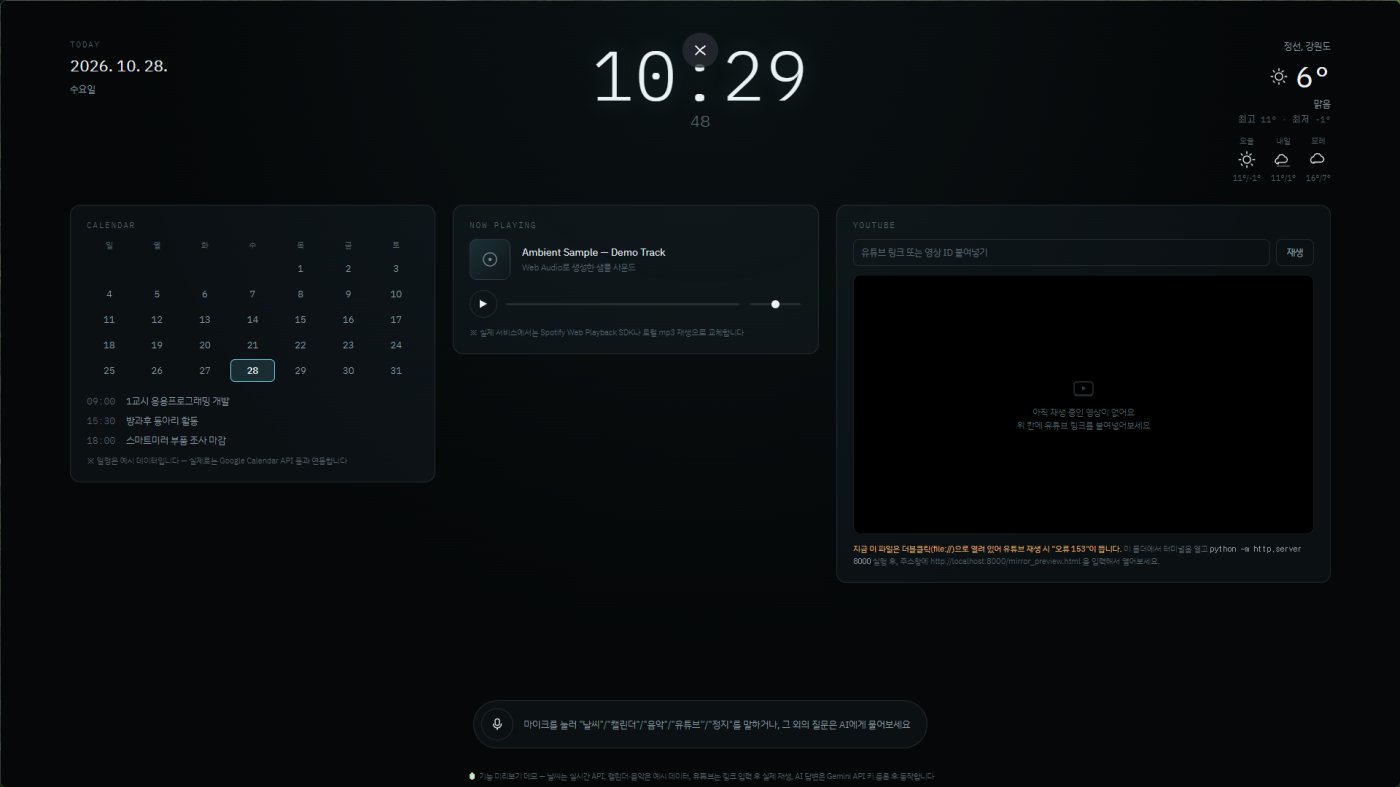 TODAY
2026. 10. 28.
수요일
10:29
48
정선, 강원도
6°
맑음
최고 11° · 최저 -1°
오늘 내일 모레
11°/-1° 11°/1° 16°/7°
CALENDAR
일 월 화 수 목 금 토
1 2 3
4 5 6 7 8 9 10
11 12 13 14 15 16 17
18 19 20 21 22 23 24
25 26 27 28 29 30 31
09:00 1교시 응용프로그래밍 개발
15:30 방과후 동아리 활동
18:00 스마트미러 부품 조사 마감
※ 일정은 예시 데이터입니다 — 실제로는 Google Calendar API 등과 연동합니다
NOW PLAYING
Ambient Sample — Demo Track
Web Audio로 생성한 샘플 사운드
※ 실제 서비스에서는 Spotify Web Playback SDK나 로컬 mp3 재생으로 교체합니다
YOUTUBE
유튜브 링크 또는 영상 ID 붙여넣기
재생
아직 재생 중인 영상이 없어요
위 칸에 유튜브 링크를 붙여넣어보세요
지금 이 파일은 더블클릭(file://)으로 열려 있어 유튜브 재생 시 "오류 153"이 뜹니다. 이 폴더에서 터미널을 열고 python -m http.server
8000 실행 후, 주소창에 http://localhost:8000/mirror_preview.html 을 입력해서 열어보세요.
마이크를 눌러 "날씨"/"캘린더"/"음악"/"유튜브"/"정지"를 말하거나, 그 외의 질문은 AI에게 물어보세요
기능 미리보기 데모 — 날씨는 실시간 API, 캘린더·음악은 예시 데이터, 유튜브는 링크 입력 후 실제 재생, AI 답변은 Gemini API 키 등록 후 동작합니다